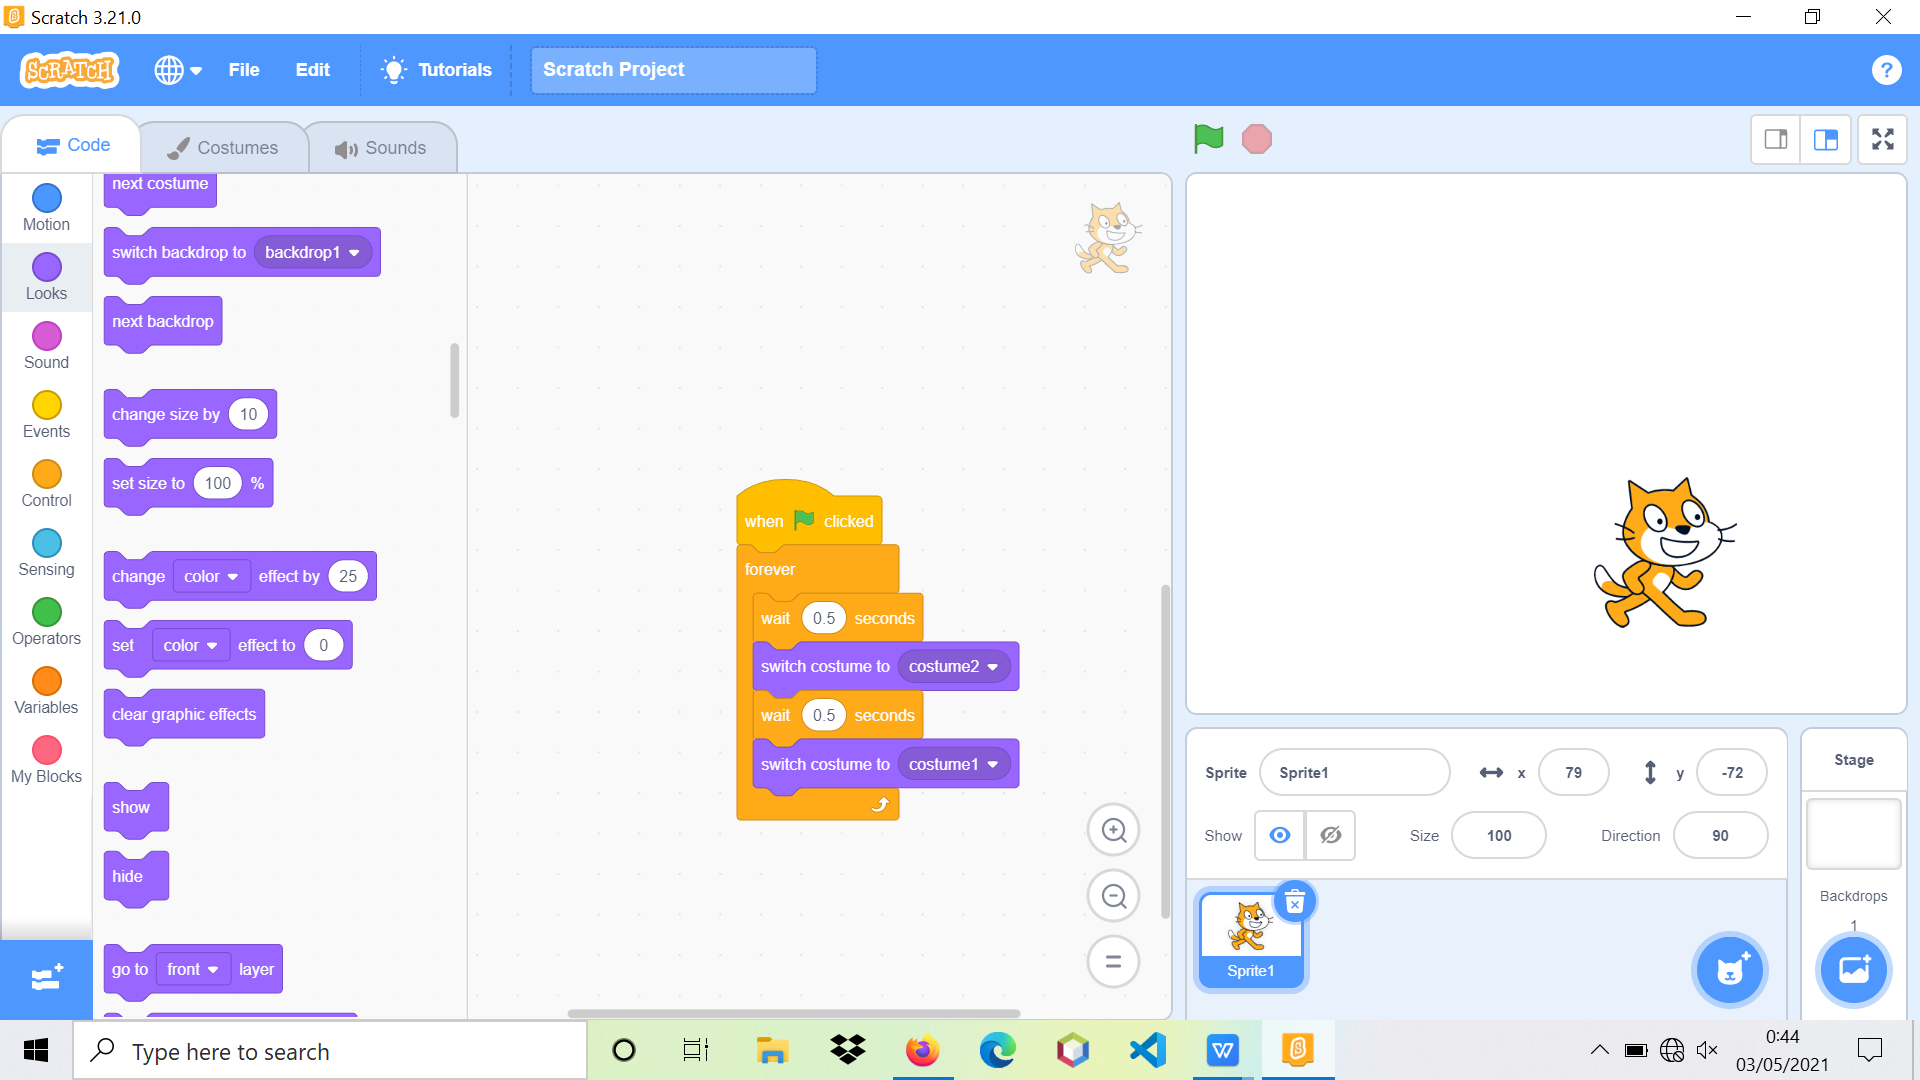 Scratch 3.21.0
SCRATCH
File
Edit
Tutorials
Scratch Project
?
Code
Costumes
Sounds
Motion
Looks
Sound
Events
Control
Sensing
Operators
Variables
My Blocks
next costume
switch backdrop to backdrop1
next backdrop
change size by 10
set size to 100 %
change color effect by 25
set color effect to 0
clear graphic effects
show
hide
go to front layer
when clicked
forever
wait 0.5 seconds
switch costume to costume2
wait 0.5 seconds
switch costume to costume1
Sprite Sprite1 x 79 y -72
Show Size 100 Direction 90
Sprite1
Stage
Backdrops
1
Type here to search
0:44
03/05/2021